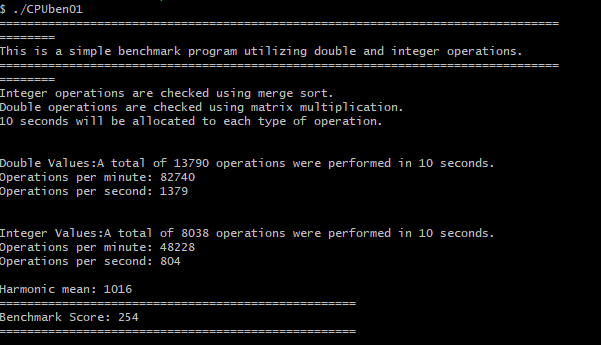 $ ./CPUben01
================================================================================
========
This is a simple benchmark program utilizing double and integer operations.
================================================================================
========
Integer operations are checked using merge sort.
Double operations are checked using matrix multiplication.
10 seconds will be allocated to each type of operation.
Double Values:A total of 13790 operations were performed in 10 seconds.
Operations per minute: 82740
Operations per second: 1379
Integer Values:A total of 8038 operations were performed in 10 seconds.
Operations per minute: 48228
Operations per second: 804
Harmonic mean: 1016
===================================================
Benchmark Score: 254
===================================================